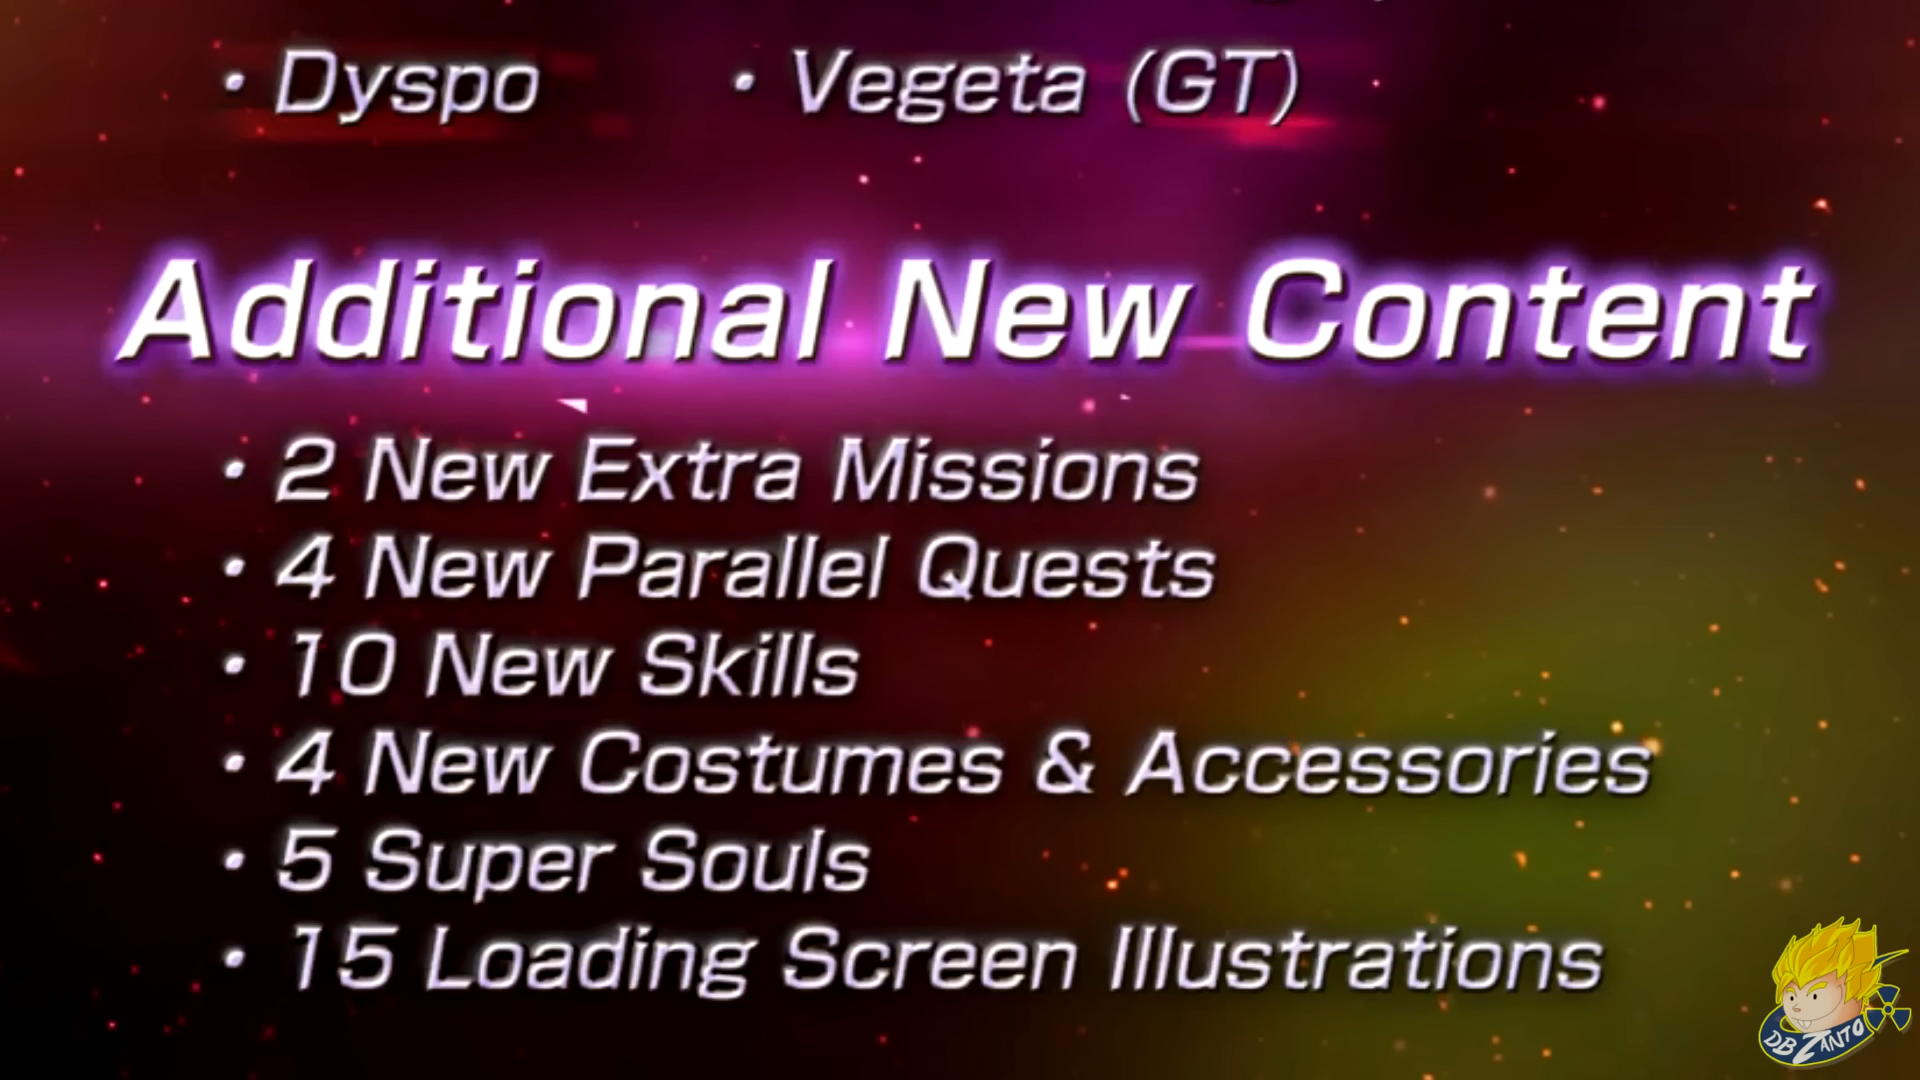 • Dyspo • Vegeta (GT)
Additional New Content
• 2 New Extra Missions
• 4 New Parallel Quests
• 10 New Skills
• 4 New Costumes & Accessories
• 5 Super Souls
• 15 Loading Screen Illustrations
DBZANTO